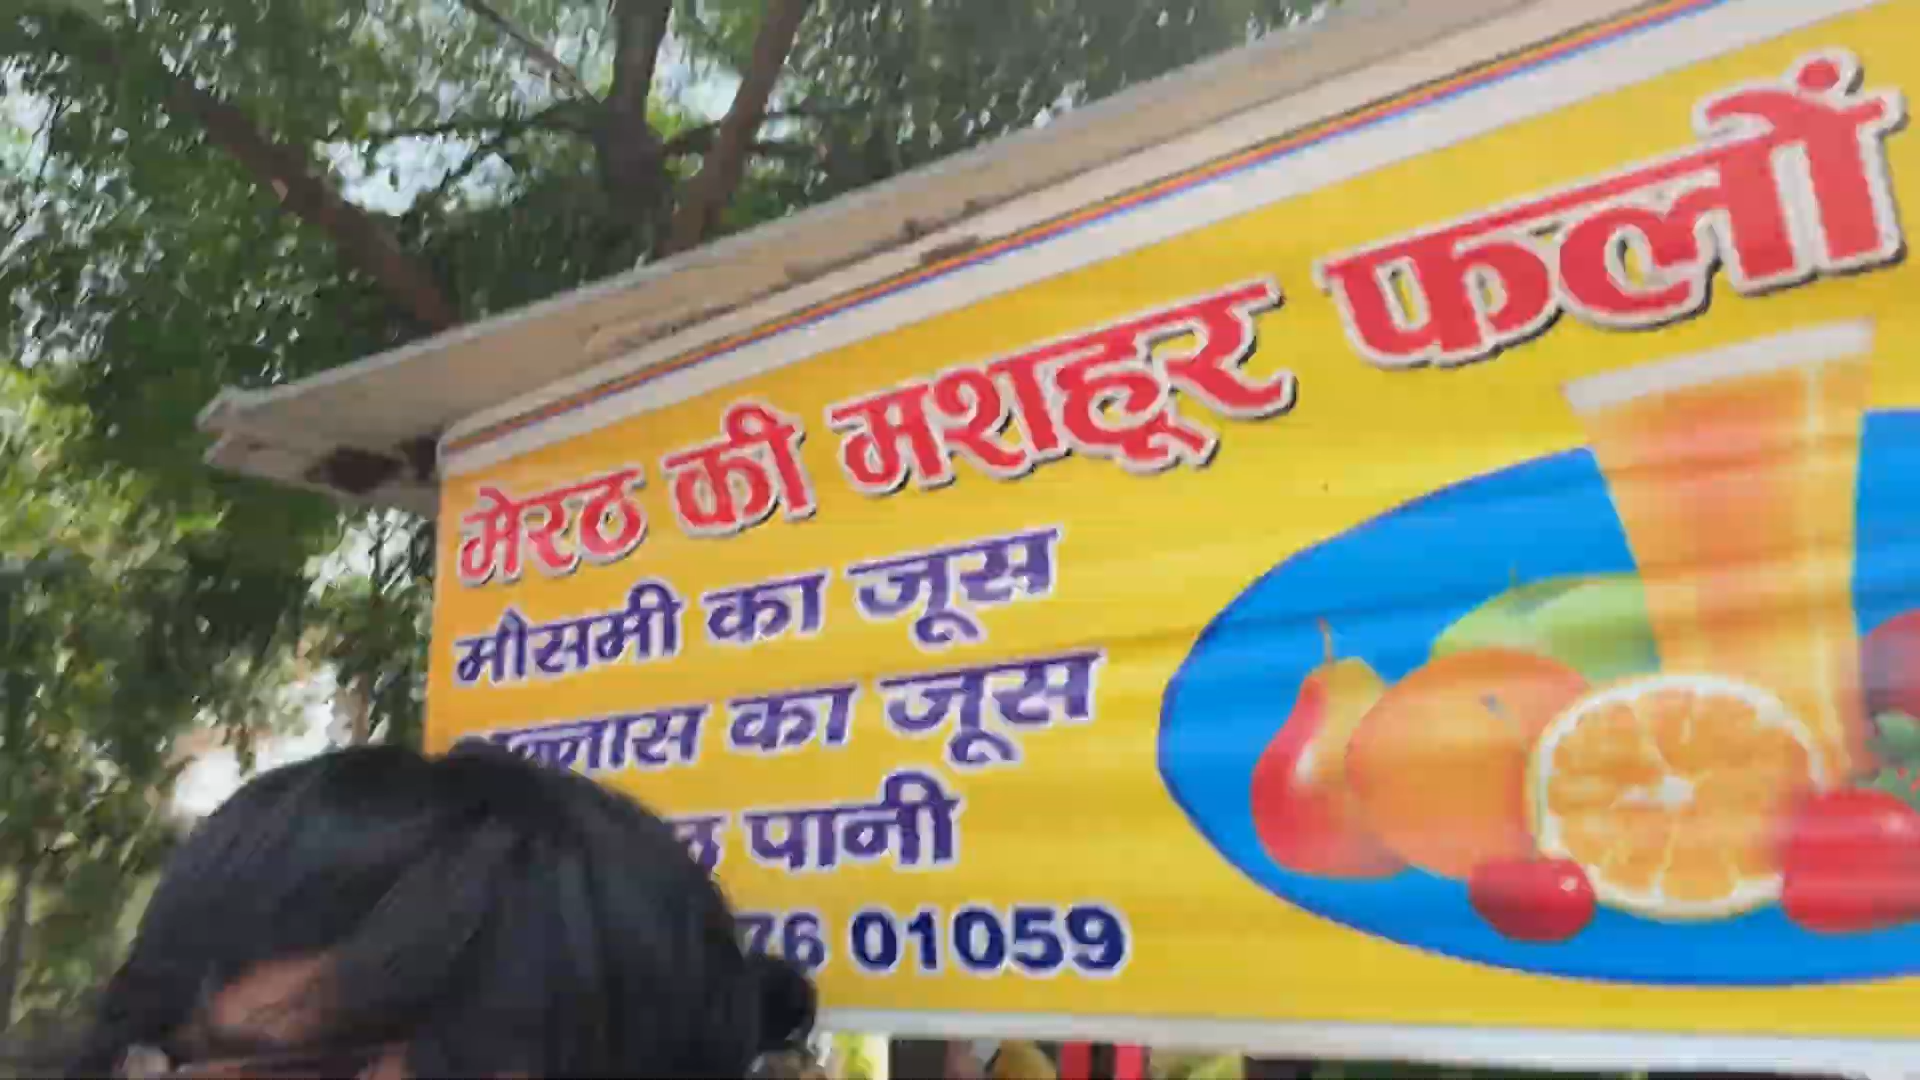 मेरठ की मशहूर फलों
मौसमी का जूस
का जूस
पानी
76 01059